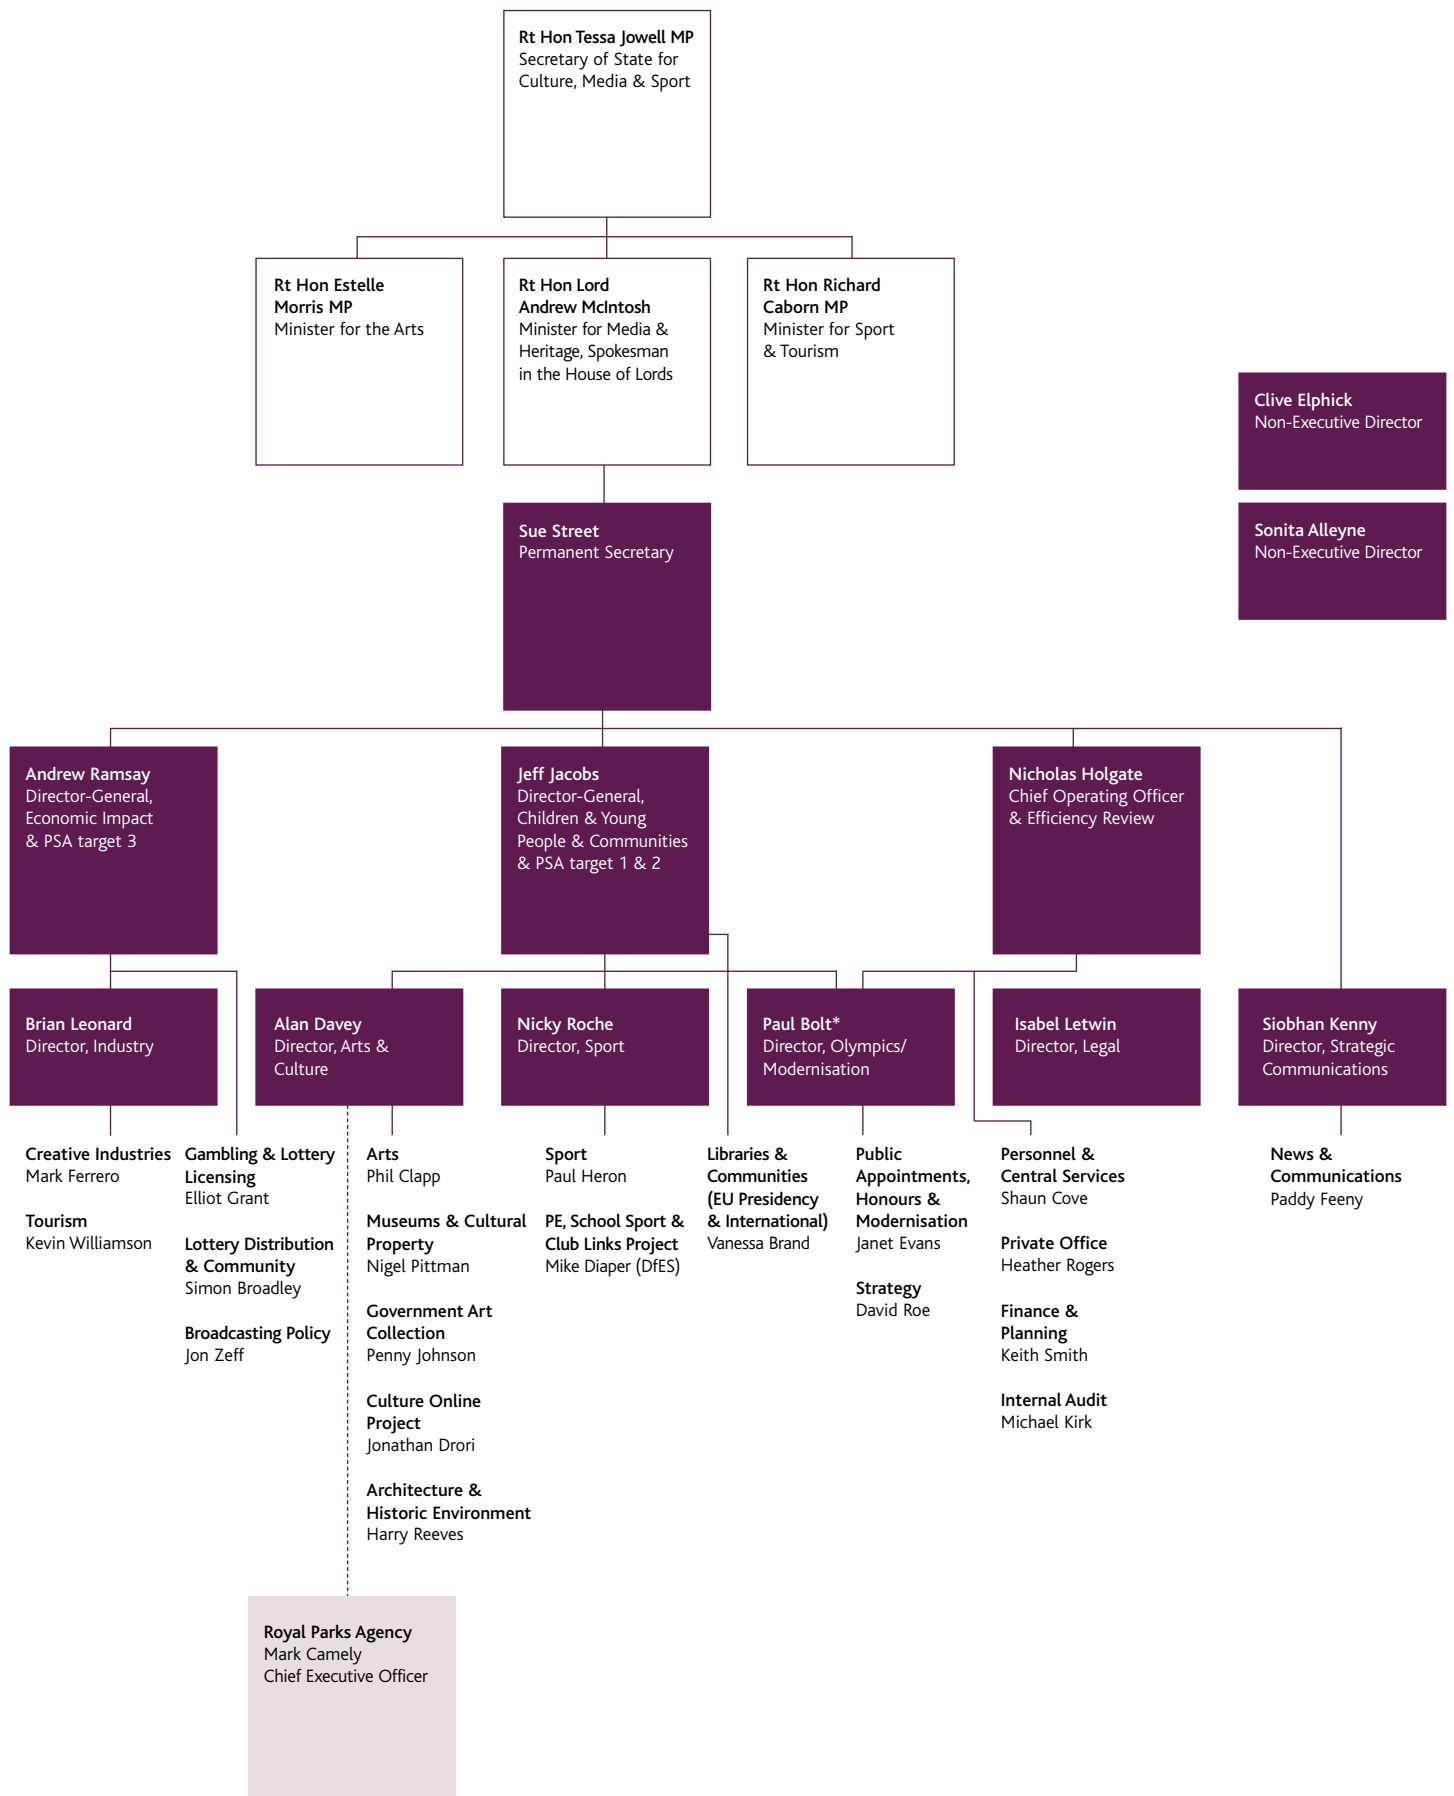 Rt Hon Tessa Jowell MP
Secretary of State for
Culture, Media & Sport
Rt Hon Estelle
Morris MP
Minister for the Arts
Rt Hon Lord
Andrew McIntosh
Minister for Media &
Heritage, Spokesman
in the House of Lords
Rt Hon Richard
Caborn MP
Minister for Sport
& Tourism
Clive Elphick
Non-Executive Director
Sonita Alleyne
Non-Executive Director
Sue Street
Permanent Secretary
Andrew Ramsay
Director-General,
Economic Impact
& PSA target 3
Jeff Jacobs
Director-General,
Children & Young
People & Communities
& PSA target 1 & 2
Nicholas Holgate
Chief Operating Officer
& Efficiency Review
Brian Leonard
Director, Industry
Alan Davey
Director, Arts &
Culture
Nicky Roche
Director, Sport
Paul Bolt*
Director, Olympics/
Modernisation
Isabel Letwin
Director, Legal
Siobhan Kenny
Director, Strategic
Communications
Creative Industries
Mark Ferrero
Tourism
Kevin Williamson
Gambling & Lottery
Licensing
Elliot Grant
Lottery Distribution
& Community
Simon Broadley
Broadcasting Policy
Jon Zeff
Arts
Phil Clapp
Museums & Cultural
Property
Nigel Pittman
Government Art
Collection
Penny Johnson
Culture Online
Project
Jonathan Drori
Architecture &
Historic Environment
Harry Reeves
Sport
Paul Heron
PE, School Sport &
Club Links Project
Mike Diaper (DfES)
Libraries &
Communities
(EU Presidency
& International)
Vanessa Brand
Public
Appointments,
Honours &
Modernisation
Janet Evans
Strategy
David Roe
Personnel &
Central Services
Shaun Cove
Private Office
Heather Rogers
Finance &
Planning
Keith Smith
Internal Audit
Michael Kirk
News &
Communications
Paddy Feeny
Royal Parks Agency
Mark Camely
Chief Executive Officer